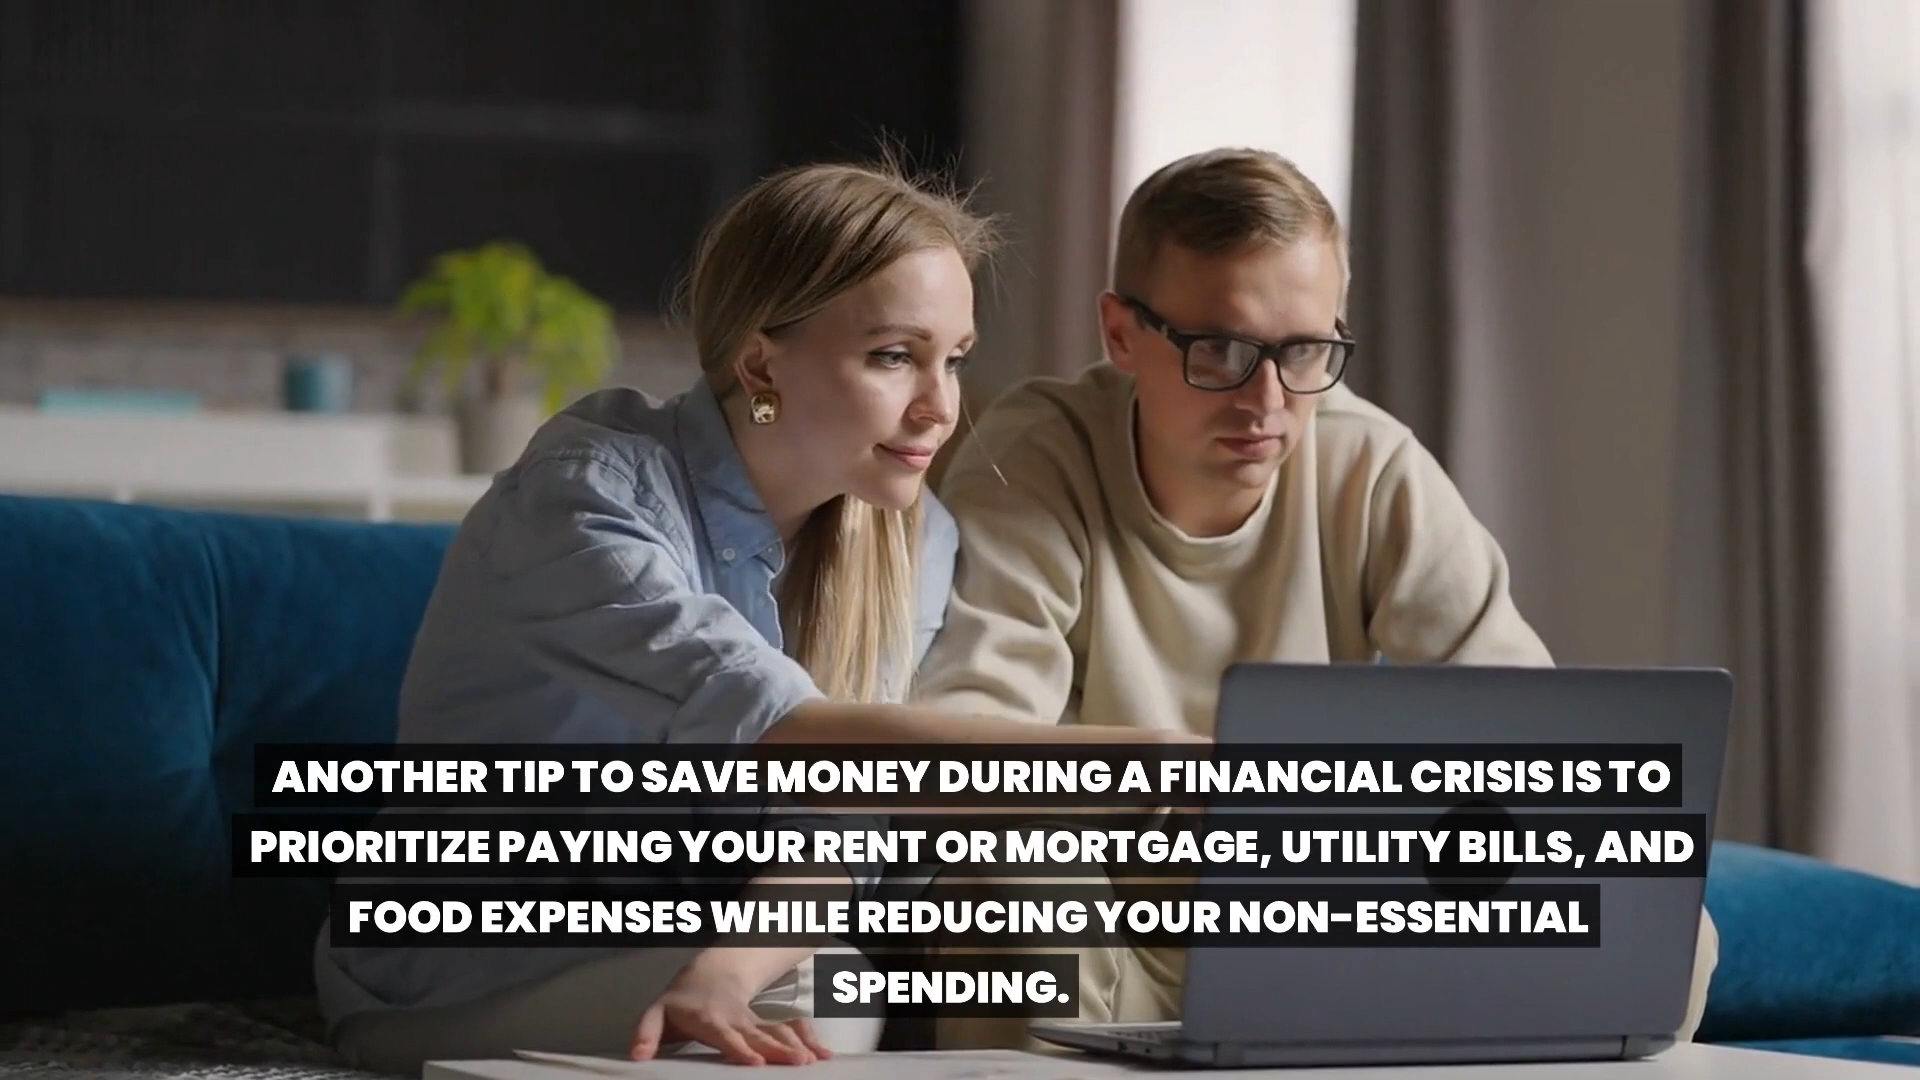 ANOTHER TIP TO SAVE MONEY DURING A FINANCIAL CRISIS IS TO
PRIORITIZE PAYING YOUR RENT OR MORTGAGE, UTILITY BILLS, AND
FOOD EXPENSES WHILE REDUCING YOUR NON-ESSENTIAL
SPENDING.